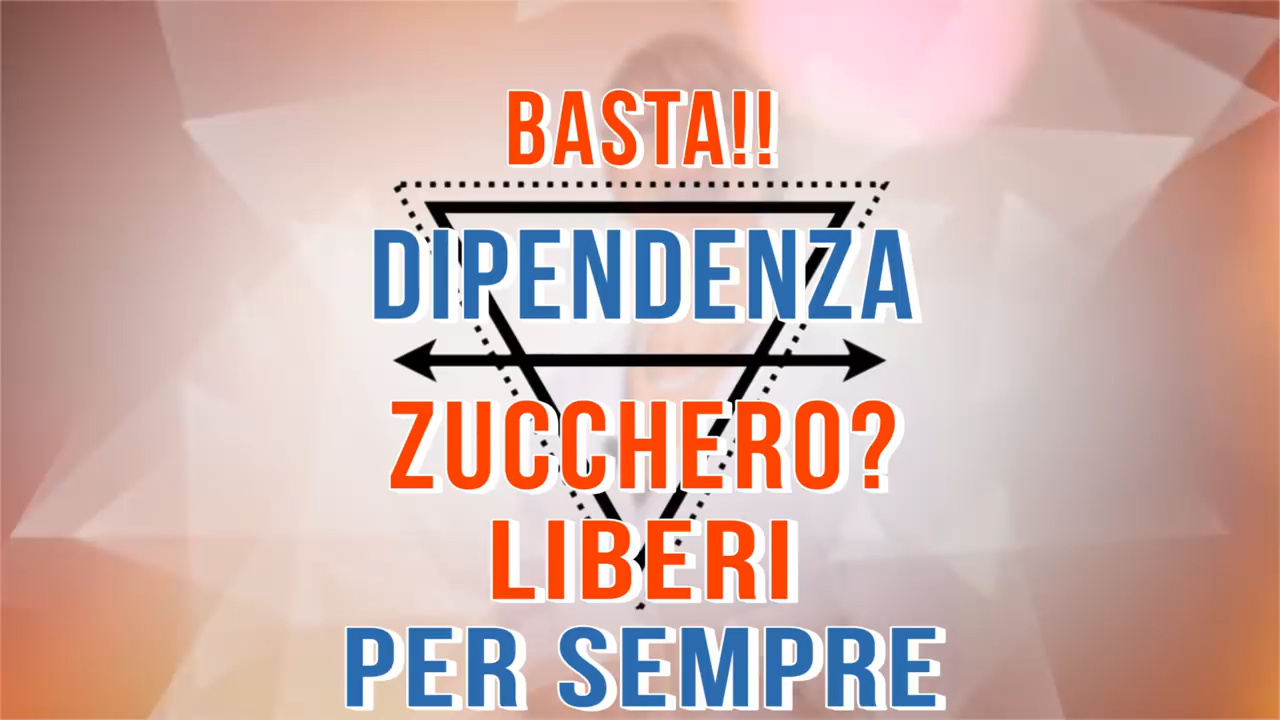 BASTA!!
DIPENDENZA
ZUCCHERO?
LIBERI
PER SEMPRE